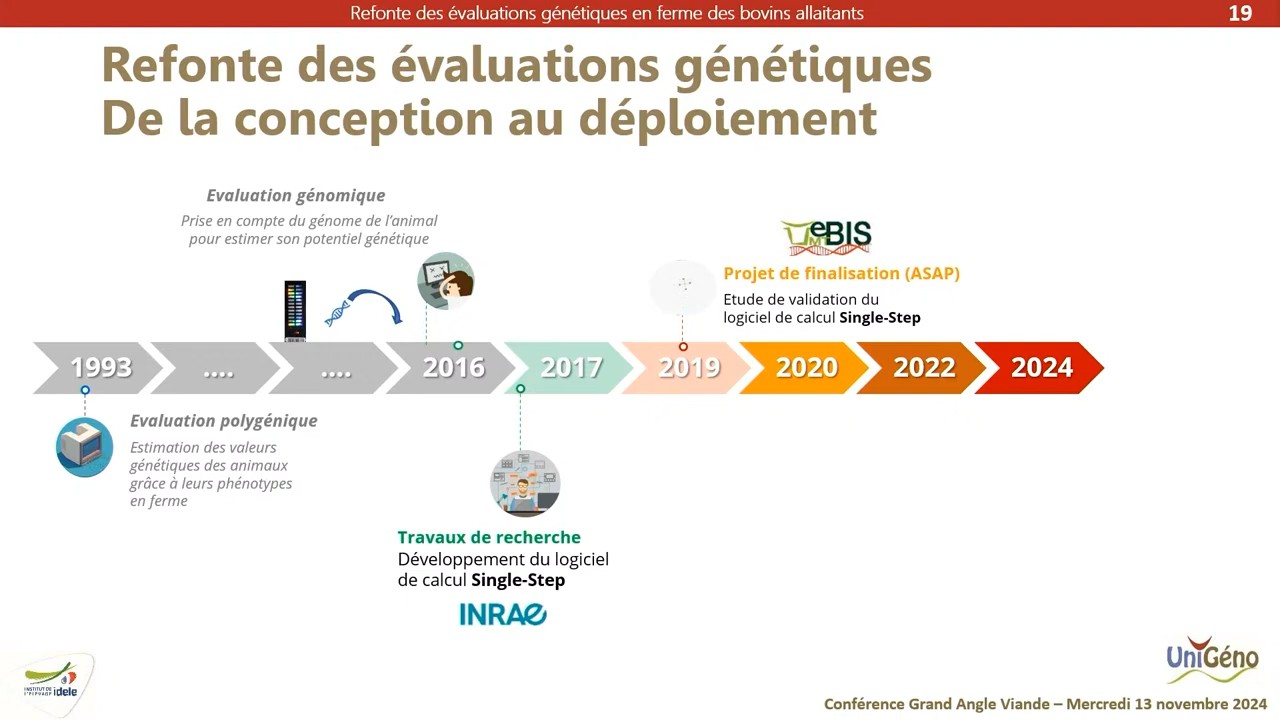 Refonte des évaluations génétiques en ferme des bovins allaitants
19
Refonte des évaluations génétiques
De la conception au déploiement
Evaluation génomique
Prise en compte du génome de l'animal
pour estimer son potentiel génétique
eBIS
Projet de finalisation (ASAP)
Etude de validation du
logiciel de calcul Single-Step
1993
....
....
2016
2017
2019
2020
2022
2024
Evaluation polygénique
Estimation des valeurs
génétiques des animaux
grâce à leurs phénotypes
en ferme
Travaux de recherche
Développement du logiciel
de calcul Single-Step
INRAE
INSTITUT DE
L'ELEVAGE idele
UniGéno
Conférence Grand Angle Viande – Mercredi 13 novembre 2024